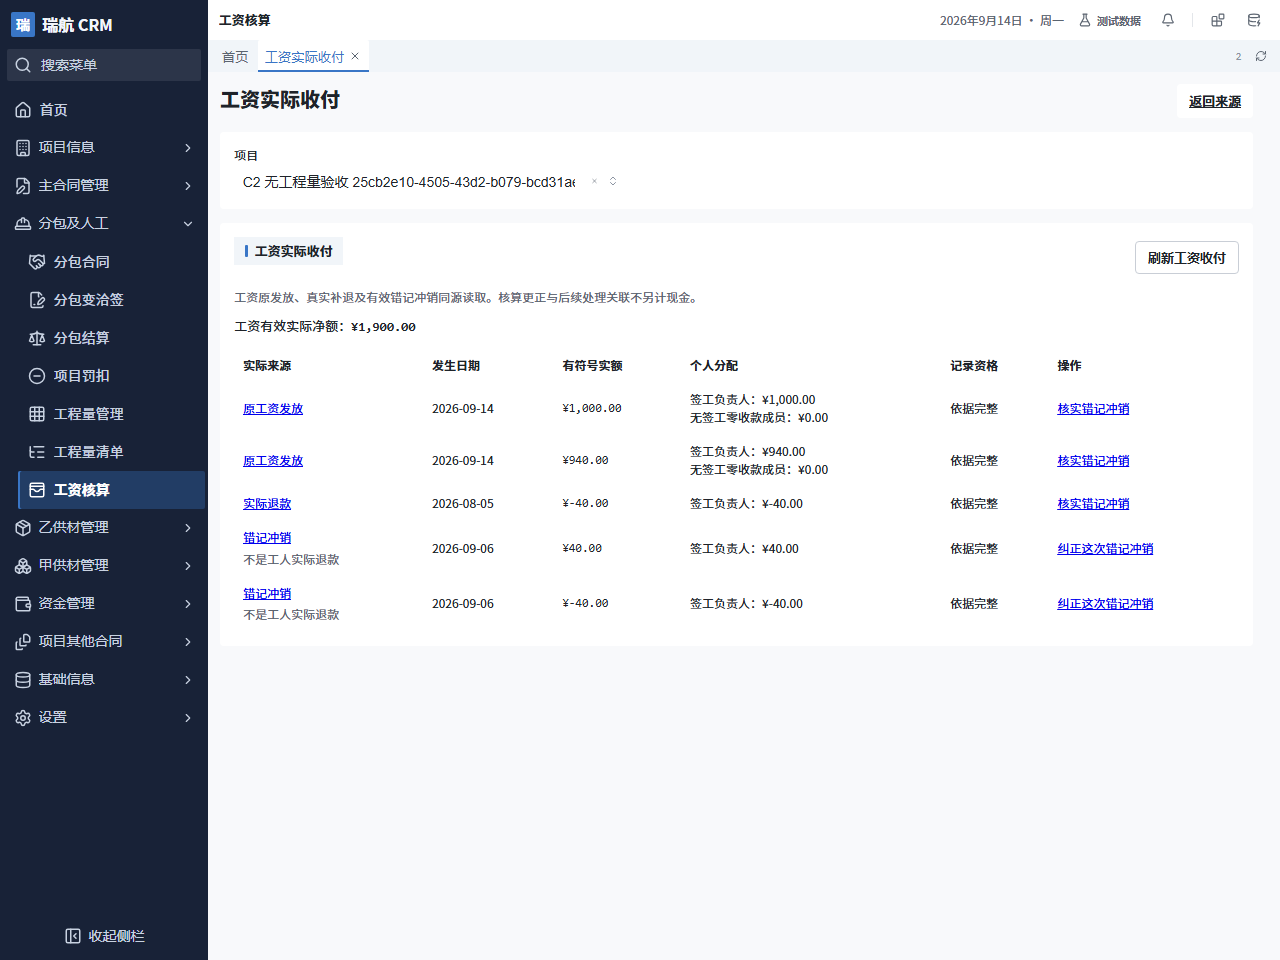 瑞 瑞航 CRM
搜索菜单
首页
项目信息
主合同管理
分包及人工
分包合同
分包变洽签
分包结算
项目罚扣
工程量管理
工程量清单
工资核算
乙供材管理
甲供材管理
资金管理
项目其他合同
基础信息
设置
收起侧栏
工资核算
2026年9月14日 • 周一 测试数据
首页 工资实际收付 ×
2
工资实际收付
返回来源
项目
C2 无工程量验收 25cb2e10-4505-43d2-b079-bcd31ae
工资实际收付
刷新工资收付
工资原发放、真实补退及有效错记冲销同源读取。核算更正与后续处理关联不另计现金。
工资有效实际净额：¥1,900.00
实际来源 发生日期 有符号实额 个人分配 记录资格 操作
原工资发放 2026-09-14 ¥1,000.00 签工负责人：¥1,000.00 依据完整 核实错记冲销
无签工零收款成员：¥0.00
原工资发放 2026-09-14 ¥940.00 签工负责人：¥940.00 依据完整 核实错记冲销
无签工零收款成员：¥0.00
实际退款 2026-08-05 ¥-40.00 签工负责人：¥-40.00 依据完整 核实错记冲销
错记冲销 2026-09-06 ¥40.00 签工负责人：¥40.00 依据完整 纠正这次错记冲销
不是工人实际退款
错记冲销 2026-09-06 ¥-40.00 签工负责人：¥-40.00 依据完整 纠正这次错记冲销
不是工人实际退款